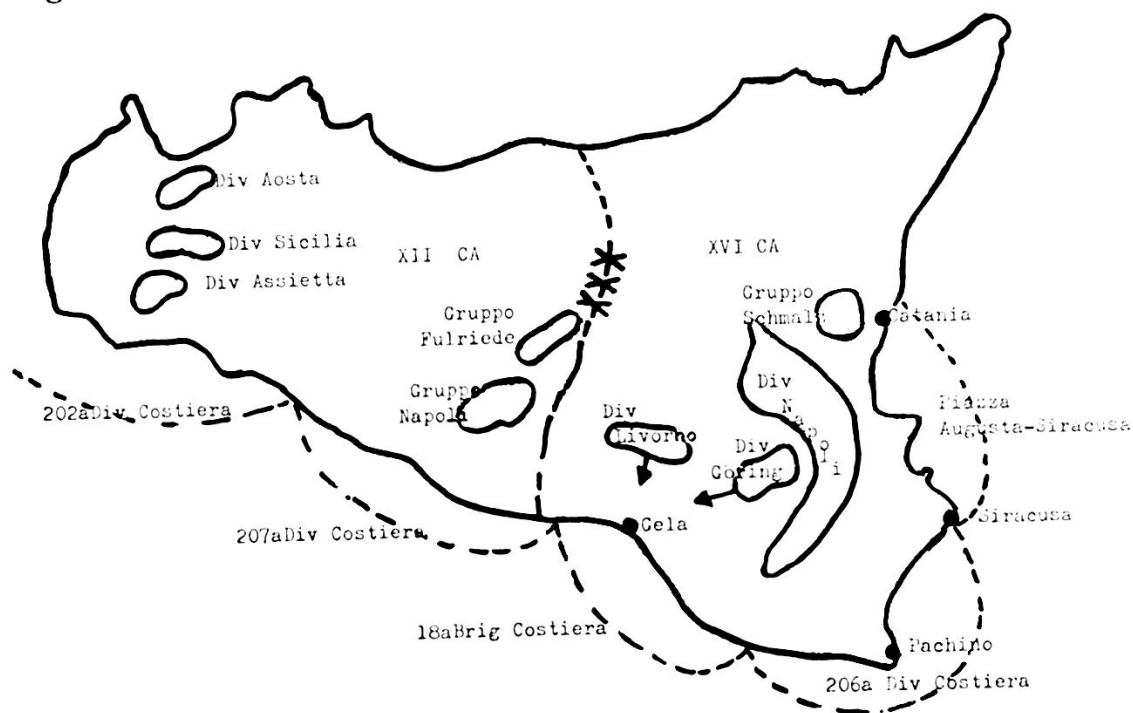 Div Aosta
Div Sicilia
Div Assietta
XII CA
XVI CA
Gruppo
Fulriede
Gruppo
Napola
Gruppo
Schmalz
Catania
Piazza
Augusta-Siracusa
Div
Napoli
Div
Livorno
Div
Goring
202aDiv Costiera
207aDiv Costiera
Gela
Siracusa
18aBrig Costiera
Pachino
206a Div Costiera